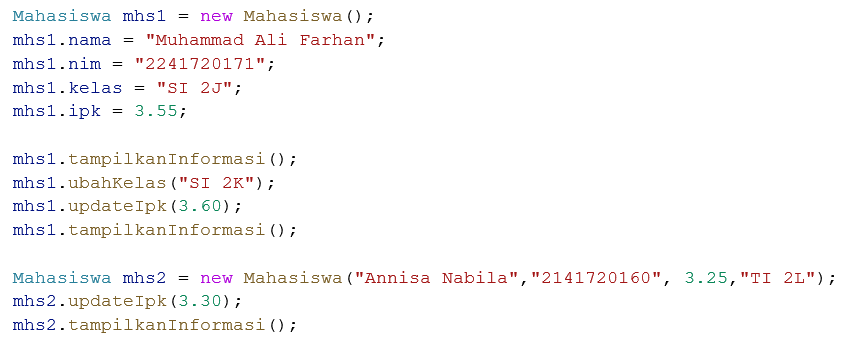 Mahasiswa mhs1 = new Mahasiswa();
mhs1.nama = "Muhammad Ali Farhan";
mhs1.nim = "2241720171";
mhs1.kelas = "SI 2J";
mhs1.ipk = 3.55;

mhs1.tampilkanInformasi();
mhs1.ubahKelas("SI 2K");
mhs1.updateIpk(3.60);
mhs1.tampilkanInformasi();

Mahasiswa mhs2 = new Mahasiswa("Annisa Nabila","2141720160", 3.25,"TI 2L");
mhs2.updateIpk(3.30);
mhs2.tampilkanInformasi();